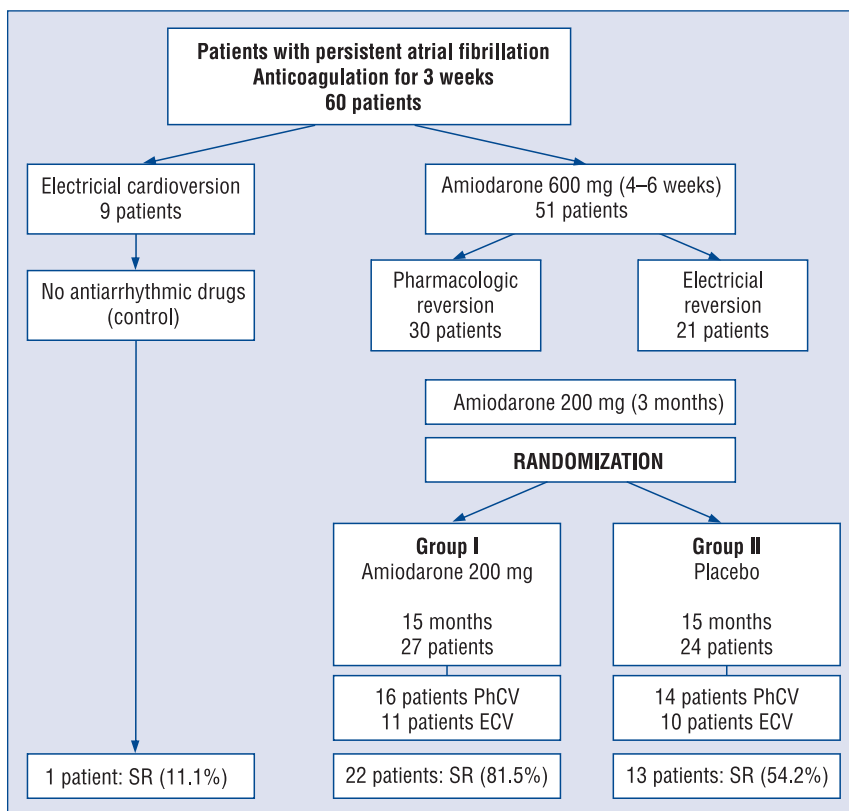 Patients with persistent atrial fibrillation
Anticoagulation for 3 weeks
60 patients
Electricial cardioversion
9 patients
Amiodarone 600 mg (4–6 weeks)
51 patients
No antiarrhythmic drugs
(control)
Pharmacologic
reversion
30 patients
Electricial
reversion
21 patients
Amiodarone 200 mg (3 months)
RANDOMIZATION
Group I
Amiodarone 200 mg
15 months
27 patients
Group II
Placebo
15 months
24 patients
16 patients PhCV
11 patients ECV
14 patients PhCV
10 patients ECV
1 patient: SR (11.1%)
22 patients: SR (81.5%)
13 patients: SR (54.2%)